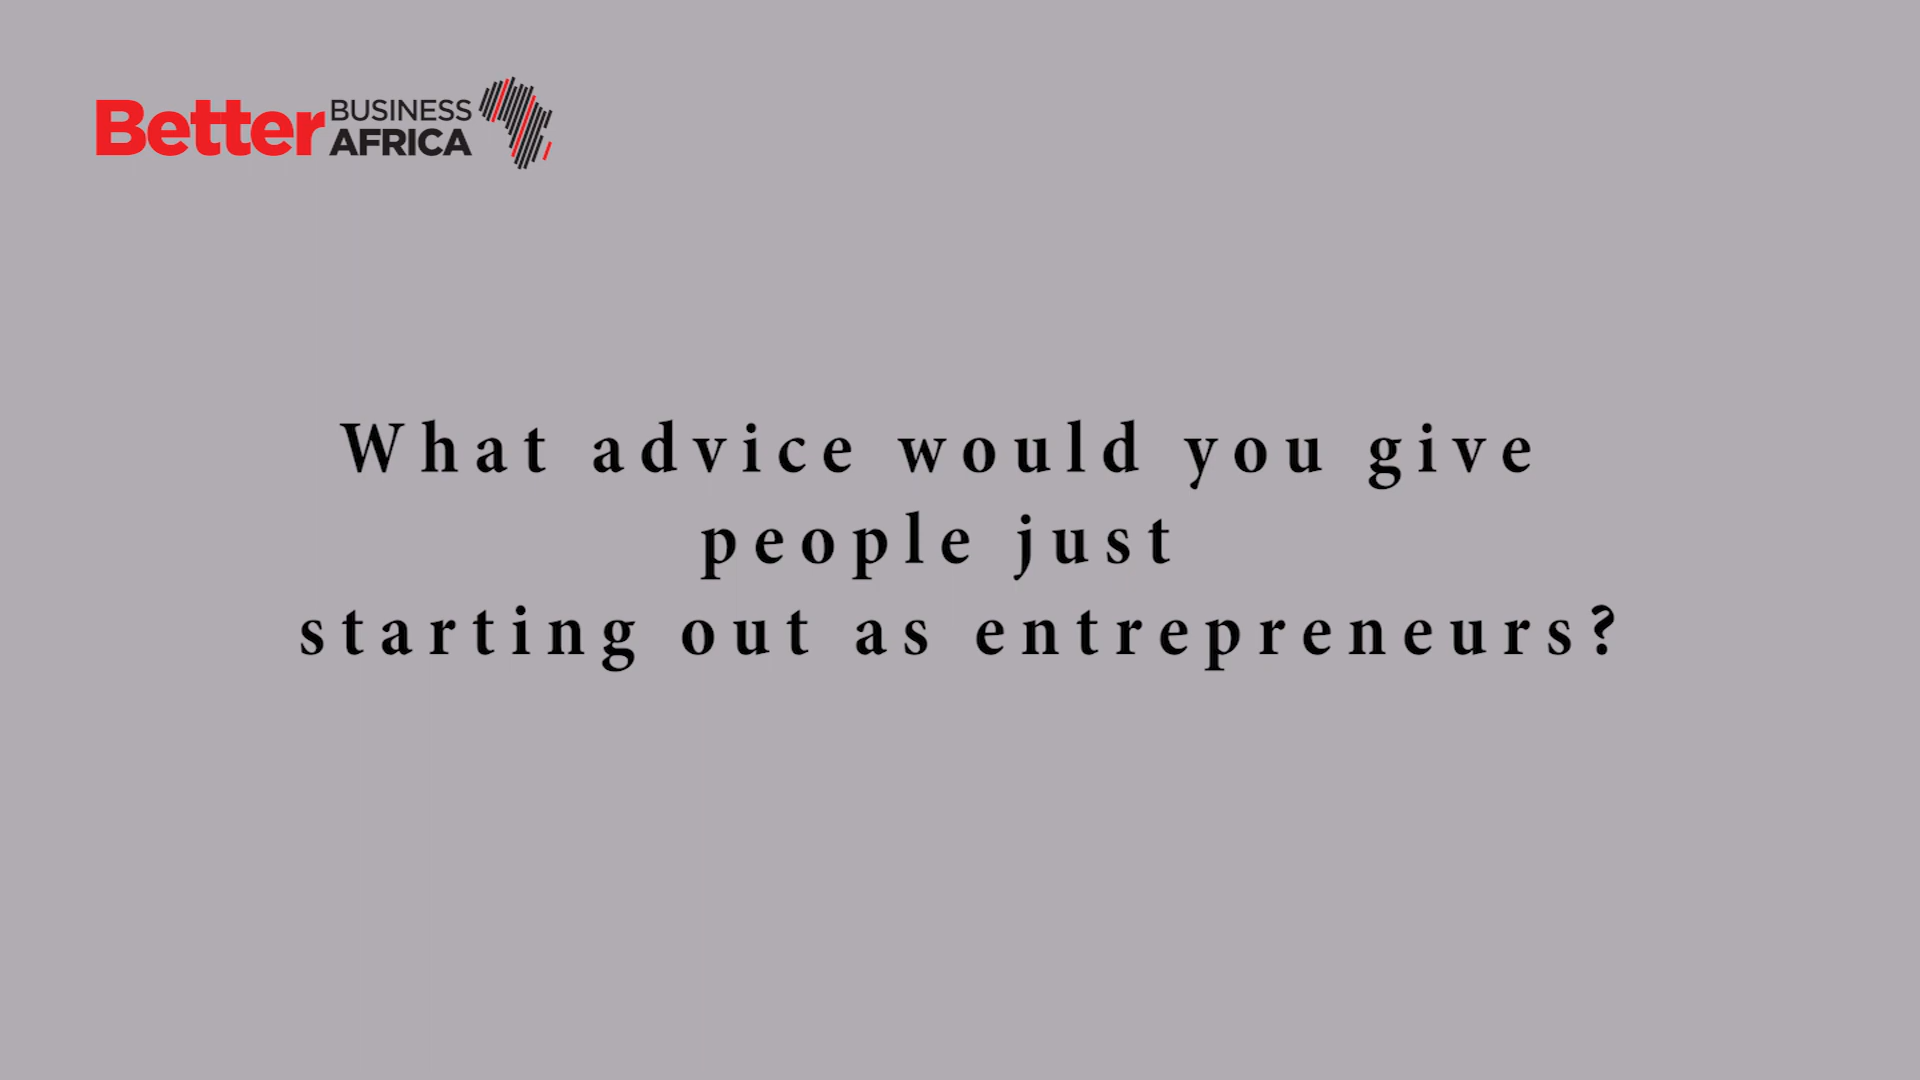 Better BUSINESS AFRICA
What advice would you give
people just
starting out as entrepreneurs?